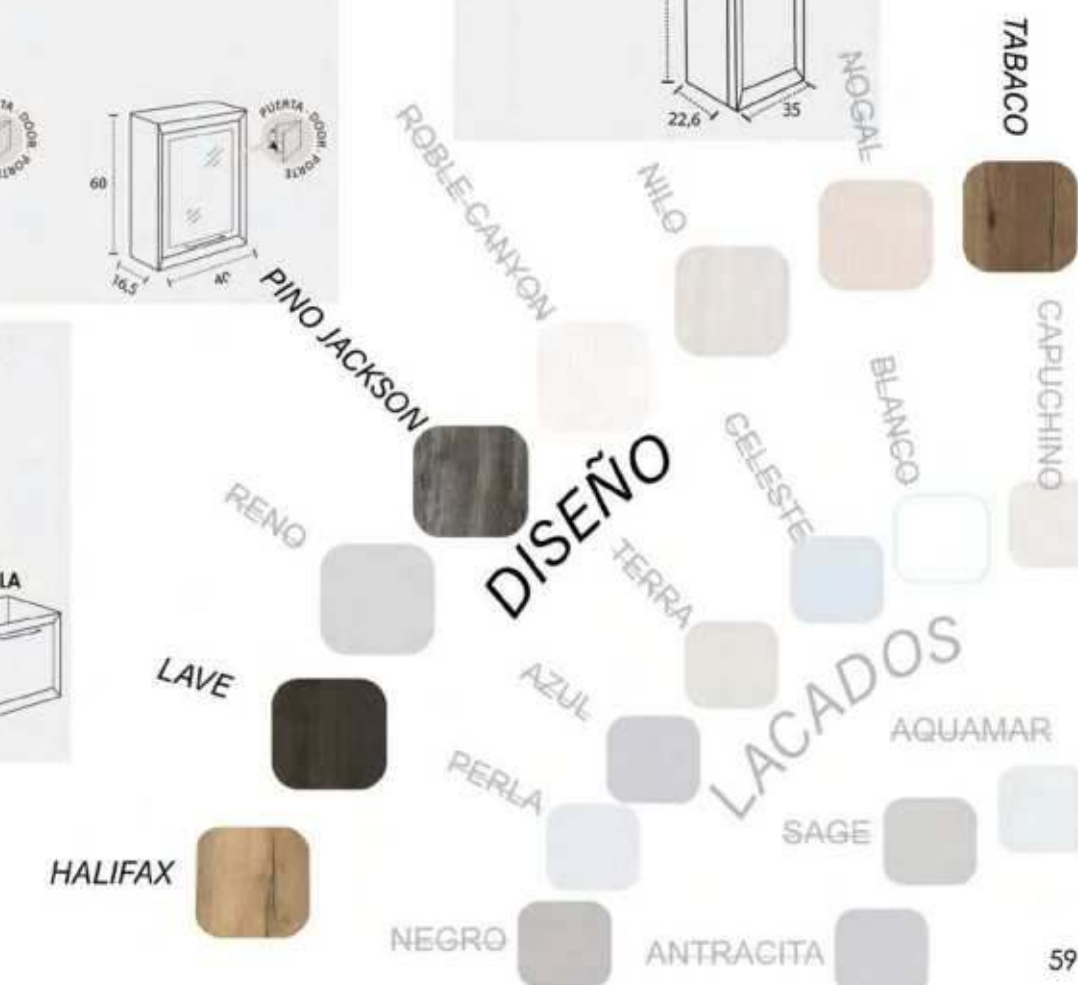 PUERTA · DOOR · PORTE
60
16,5
40
22,6
35
LA
TABACO
NOGAL
NILO
ROBLE CANYON
PINO JACKSON
RENO
LAVE
HALIFAX
DISEÑO
CAPUCHINO
BLANCO
CELESTE
TERRA
AZUL
PERLA
NEGRO
LACADOS
AQUAMAR
SAGE
ANTRACITA
59